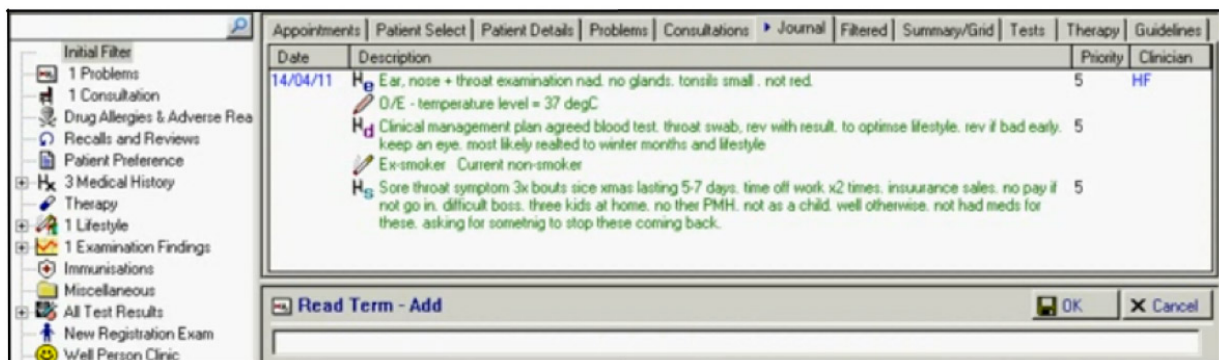 Appointments Patient Select Patient Details Problems Consultations Journal Filtered Summary/Grid Tests Therapy Guidelines
Initial Filter
1 Problems
1 Consultation
Drug Allergies & Adverse Rea
Recalls and Reviews
Patient Preference
Hx 3 Medical History
Therapy
1 Lifestyle
1 Examination Findings
Immunisations
Miscellaneous
All Test Results
New Registration Exam
Well Person Clinic
Date Description Priority Clinician
14/04/11 He Ear, nose + throat examination nad. no glands. tonsils small . not red. 5 HF
O/E - temperature level = 37 degC
Hd Clinical management plan agreed blood test. throat swab, rev with result. to optimse lifestyle. rev if bad early. 5
keep an eye. most likely realted to winter months and lifestyle
Ex-smoker Current non-smoker
Hs Sore throat symptom 3x bouts sice xmas lasting 5-7 days. time off work x2 times. insuurance sales. no pay if 5
not go in. difficult boss. three kids at home. no ther PMH. not as a child. well otherwise. not had meds for
these. asking for sometnig to stop these coming back.
Read Term - Add OK Cancel